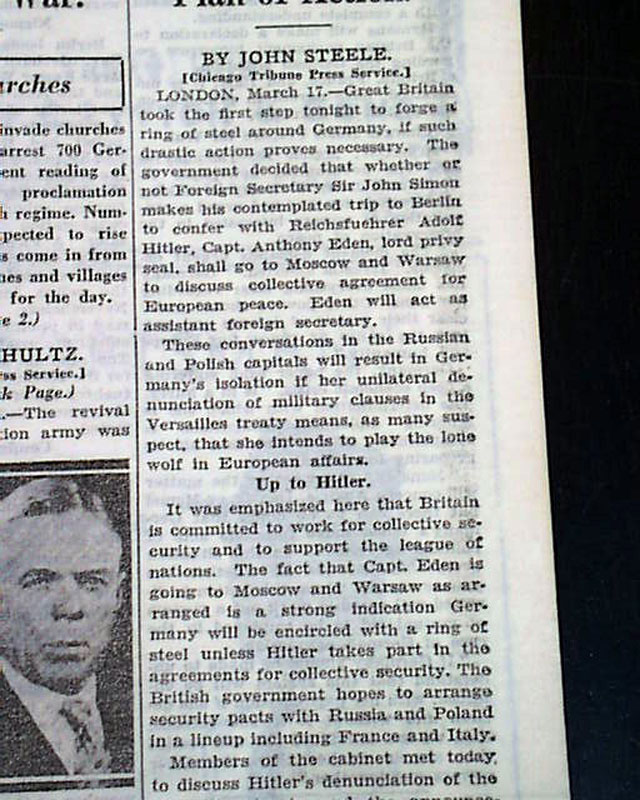 War.
urches
invade churches
arrest 700 Ger-
ent reading of
proclamation
h regime. Num-
pected to rise
s come in from
nes and villages
for the day.
e 2.)
HULTZ.
ss Service.]
k Page.)
.—The revival
tion army was
Plan of Action.
BY JOHN STEELE.
[Chicago Tribune Press Service.]
LONDON, March 17.—Great Britain
took the first step tonight to forge a
ring of steel around Germany, if such
drastic action proves necessary. The
government decided that whether or
not Foreign Secretary Sir John Simon
makes his contemplated trip to Berlin
to confer with Reichsfuehrer Adolf
Hitler, Capt. Anthony Eden, lord privy
seal, shall go to Moscow and Warsaw
to discuss collective agreement for
European peace. Eden will act as
assistant foreign secretary.
These conversations in the Russian
and Polish capitals will result in Ger-
many's isolation if her unilateral de-
nunciation of military clauses in the
Versailles treaty means, as many sus-
pect, that she intends to play the lone
wolf in European affairs.
Up to Hitler.
It was emphasized here that Britain
is committed to work for collective se-
curity and to support the league of
nations. The fact that Capt. Eden is
going to Moscow and Warsaw as ar-
ranged is a strong indication Ger-
many will be encircled with a ring of
steel unless Hitler takes part in the
agreements for collective security. The
British government hopes to arrange
security pacts with Russia and Poland
in a lineup including France and Italy.
Members of the cabinet met today
to discuss Hitler's denunciation of the